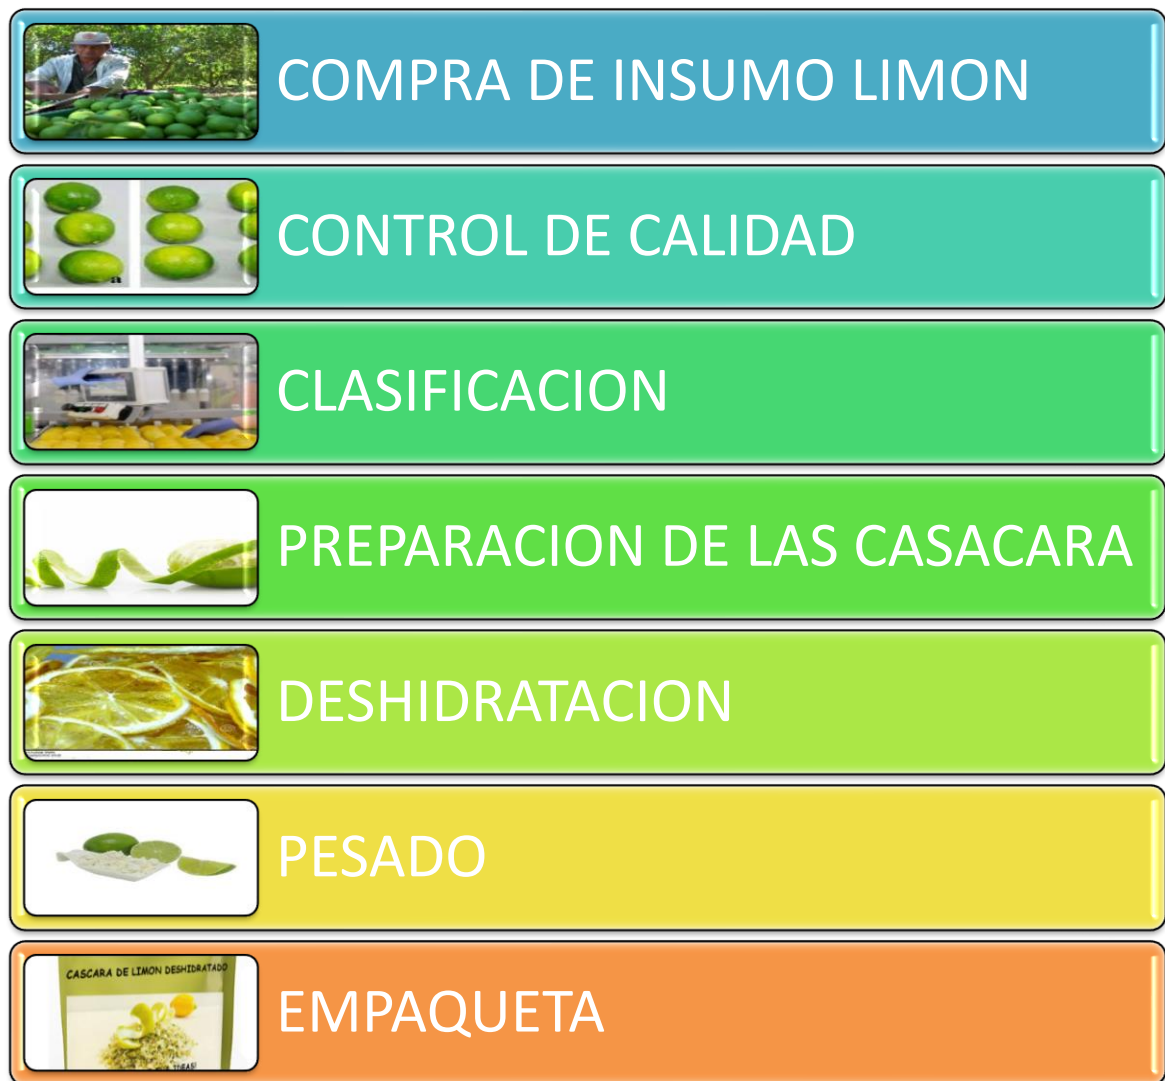 COMPRA DE INSUMO LIMON
CONTROL DE CALIDAD
CLASIFICACION
PREPARACION DE LAS CASACARA
DESHIDRATACION
PESADO
CASCARA DE LIMON DESHIDRATADO
EMPAQUETA